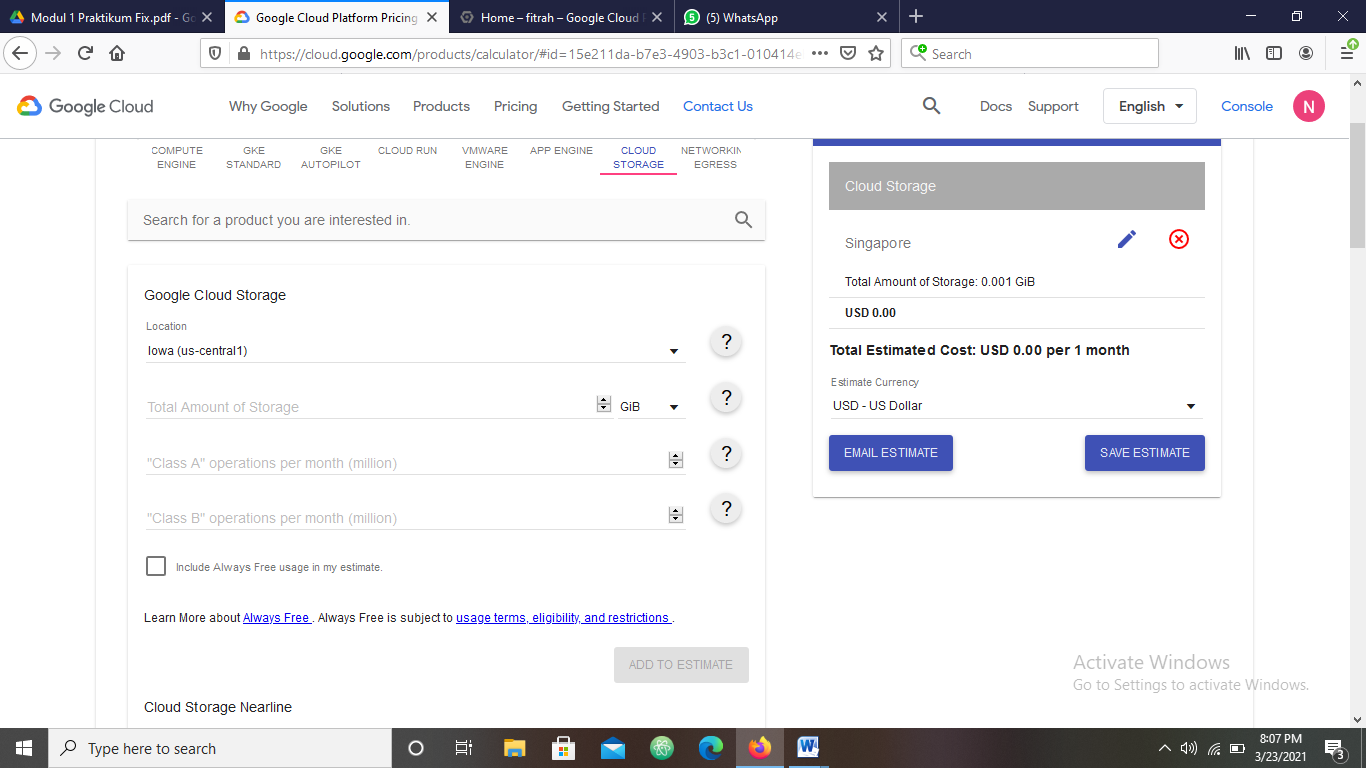 Modul 1 Praktikum Fix.pdf - Go
Google Cloud Platform Pricing
Home – fitrah – Google Cloud
(5) WhatsApp
https://cloud.google.com/products/calculator/#id=15e211da-b7e3-4903-b3c1-010414e
Search
Google Cloud
Why Google
Solutions
Products
Pricing
Getting Started
Contact Us
Docs
Support
English
Console
N
COMPUTE
ENGINE
GKE
STANDARD
GKE
AUTOPILOT
CLOUD RUN
VMWARE
ENGINE
APP ENGINE
CLOUD
STORAGE
NETWORKIN
EGRESS
Search for a product you are interested in.
Google Cloud Storage
Location
Iowa (us-central1)
?
Total Amount of Storage
GiB
?
"Class A" operations per month (million)
?
"Class B" operations per month (million)
?
Include Always Free usage in my estimate.
Learn More about Always Free . Always Free is subject to usage terms, eligibility, and restrictions .
ADD TO ESTIMATE
Cloud Storage Nearline
Cloud Storage
Singapore
Total Amount of Storage: 0.001 GiB
USD 0.00
Total Estimated Cost: USD 0.00 per 1 month
Estimate Currency
USD - US Dollar
EMAIL ESTIMATE
SAVE ESTIMATE
Activate Windows
Go to Settings to activate Windows.
Type here to search
8:07 PM
3/23/2021
3